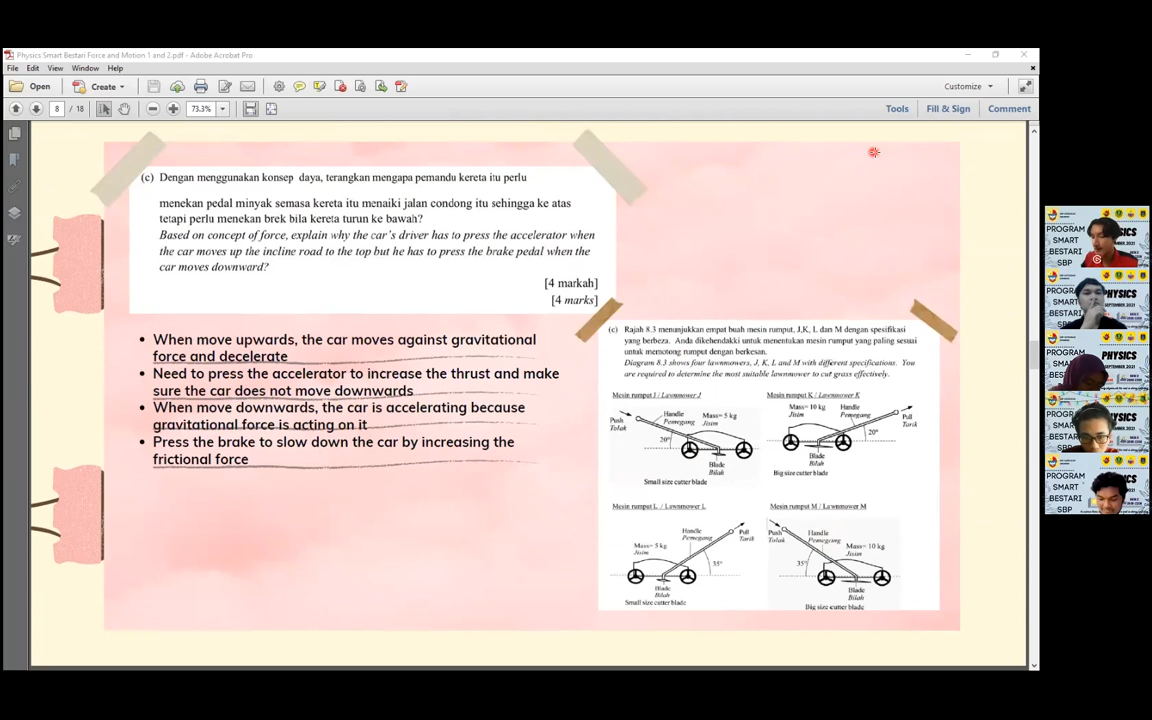 Physics Smart Bestari Force and Motion 1 and 2.pdf - Adobe Acrobat Pro
File Edit View Window Help
Open Create Customize
8 / 18 73.3% Tools Fill & Sign Comment
(c) Dengan menggunakan konsep daya, terangkan mengapa pemandu kereta itu perlu
menekan pedal minyak semasa kereta itu menaiki jalan condong itu sehingga ke atas
tetapi perlu menekan brek bila kereta turun ke bawah?
Based on concept of force, explain why the car's driver has to press the accelerator when
the car moves up the incline road to the top but he has to press the brake pedal when the
car moves downward?
[4 markah]
[4 marks]
• When move upwards, the car moves against gravitational
force and decelerate
• Need to press the accelerator to increase the thrust and make
sure the car does not move downwards
• When move downwards, the car is accelerating because
gravitational force is acting on it
• Press the brake to slow down the car by increasing the
frictional force
(c) Rajah 8.3 menunjukkan empat buah mesin rumput, J,K, L dan M dengan spesifikasi
yang berbeza. Anda dikehendakki untuk menentukan mesin rumput yang paling sesuai
untuk memotong rumput dengan berkesan.
Diagram 8.3 shows four lawnmowers, J, K, L and M with different specifications. You
are required to determine the most suitable lawnmower to cut grass effectively.
Mesin rumput J / Lawnmower J
Push
Tolak
Handle
Pemegang
Mass= 5 kg
Jisim
20°
Blade
Bilah
Small size cutter blade
Mesin rumput K / Lawnmower K
Mass= 10 kg
Jisim
Handle
Pemegang
Pull
Tarik
20°
Blade
Bilah
Big size cutter blade
Mesin rumput L / Lawnmower L
Mass= 5 kg
Jisim
Handle
Pemegang
Pull
Tarik
35°
Blade
Bilah
Small size cutter blade
Mesin rumput M / Lawnmower M
Push
Tolak
Handle
Pemegang
Mass= 10 kg
Jisim
35°
Blade
Bilah
Big size cutter blade
PROGRAM
SMART
BESTARI
SBP
PHYSICS
PHYSICS
PHYSICS
PROGRAM
SMART
BESTARI
SBP